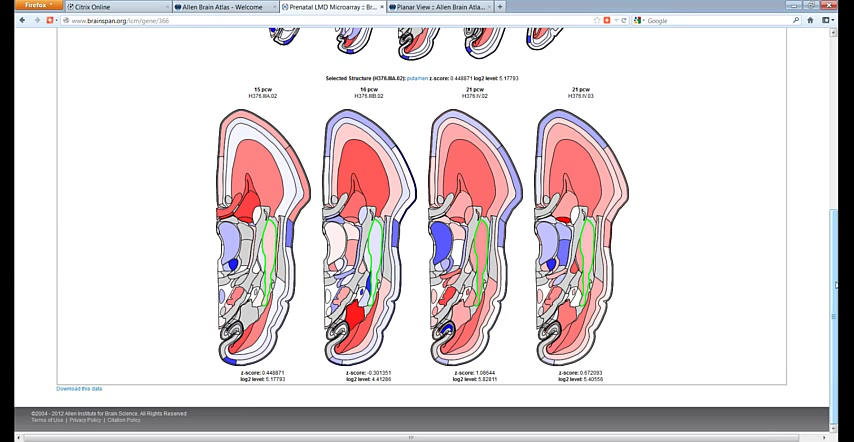 Firefox
Citrix Online
Allen Brain Atlas - Welcome
Prenatal LMD Microarray :: Br...
Planar View :: Allen Brain Atla...
www.brainspan.org/lcm/gene/366
Google
Selected Structure (H376.IIIA.02): putamen z-score: 0.448871 log2 level: 5.17793
15 pcw 16 pcw 21 pcw 21 pcw
H376.IIIA.02 H376.IIIB.02 H376.IV.02 H376.IV.03
z-score: 0.448871 z-score: -0.301351 z-score: 1.08644 z-score: 0.672093
log2 level: 5.17793 log2 level: 4.41286 log2 level: 5.82811 log2 level: 5.40556
Download this data
©2004 - 2012 Allen Institute for Brain Science. All Rights Reserved
Terms of Use | Privacy Policy | Citation Policy